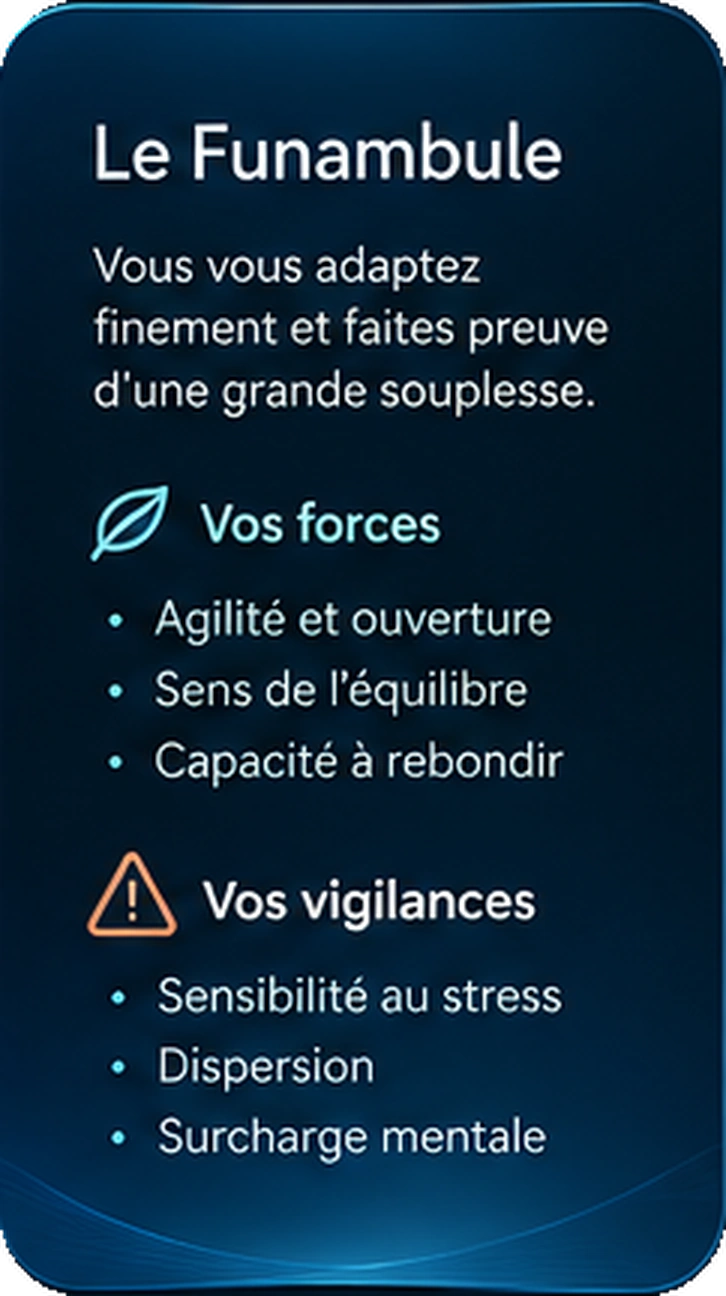 Le Funambule
Vous vous adaptez
finement et faites preuve
d'une grande souplesse.
Vos forces
• Agilité et ouverture
• Sens de l’équilibre
• Capacité à rebondir
Vos vigilances
• Sensibilité au stress
• Dispersion
• Surcharge mentale